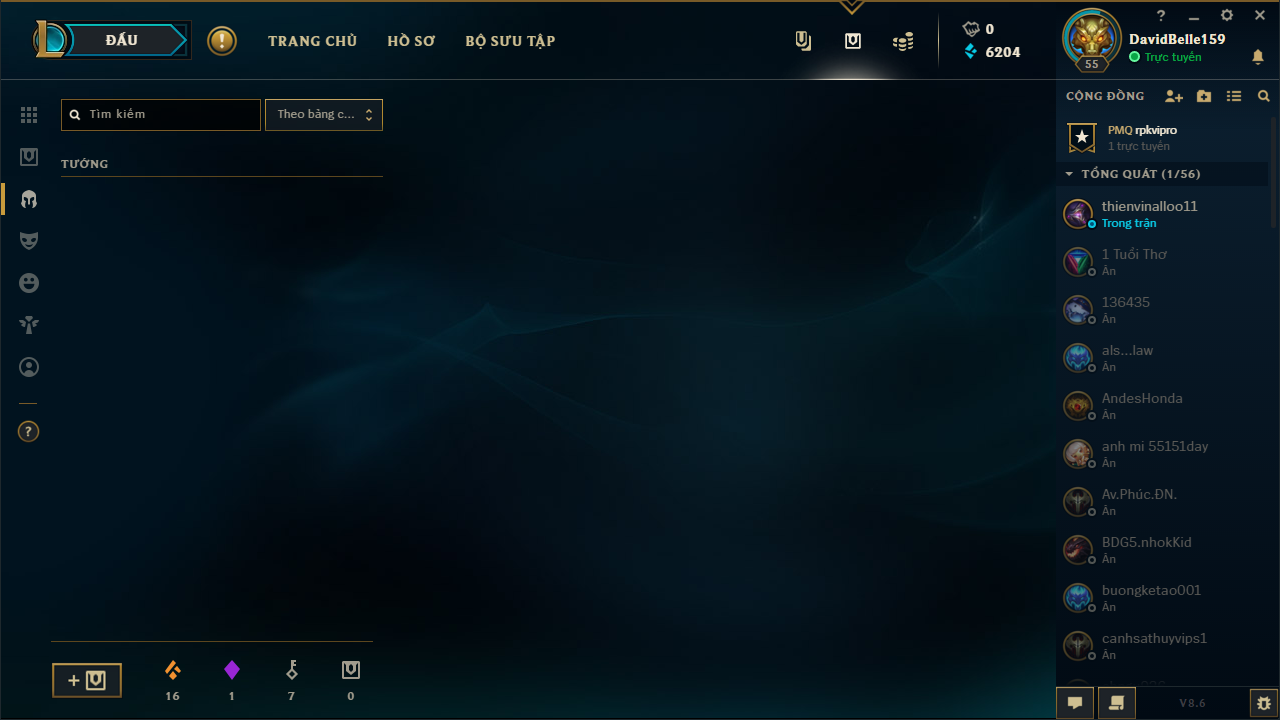 ĐẤU
TRANG CHỦ
HỒ SƠ
BỘ SƯU TẬP
0
6204
55
DavidBelle159
Trực tuyến
Tìm kiếm
Theo bảng c...
TƯỚNG
CỘNG ĐỒNG
PMQ rpkvipro
1 trực tuyến
TỔNG QUÁT (1/56)
thienvinalloo11
Trong trận
1 Tuổi Thơ
Ẩn
136435
Ẩn
als...law
Ẩn
AndesHonda
Ẩn
anh mi 55151day
Ẩn
Av.Phúc.ĐN.
Ẩn
BDG5.nhokKid
Ẩn
buongketao001
Ẩn
canhsathuyvips1
Ẩn
16
1
7
0
V8.6